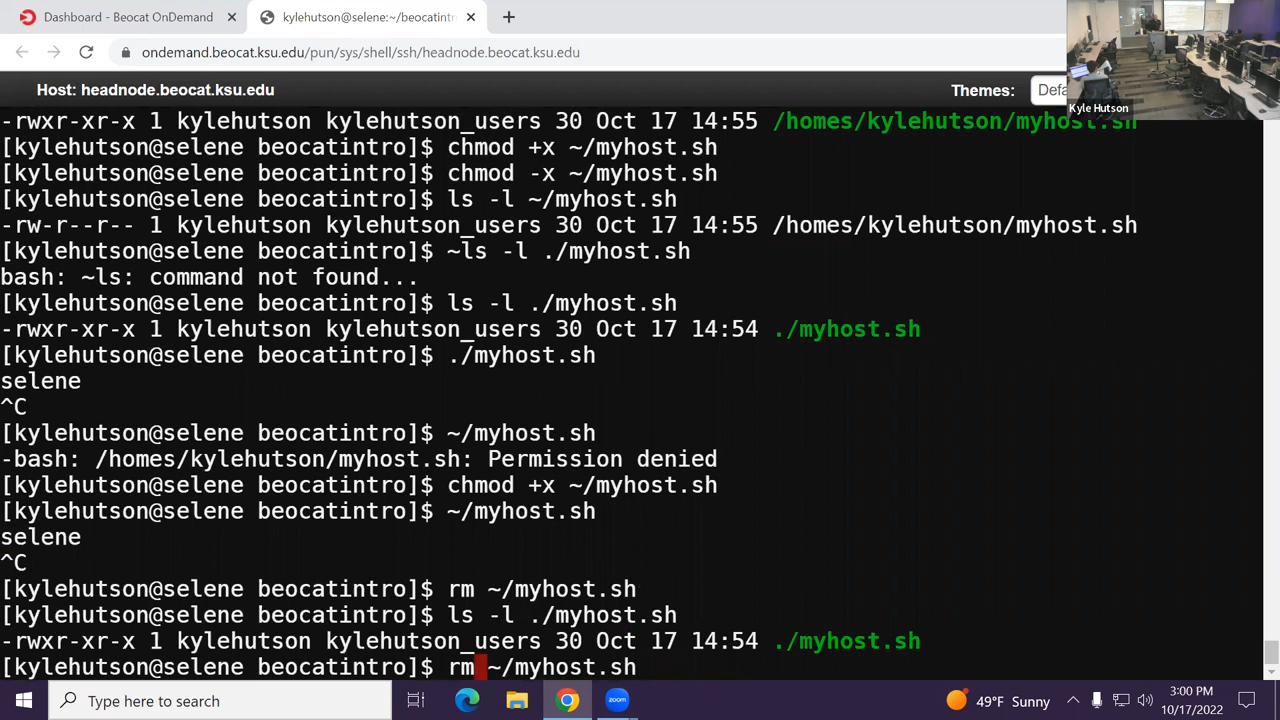 Dashboard - Beocat OnDemand
kylehutson@selene:~/beocatintr
ondemand.beocat.ksu.edu/pun/sys/shell/ssh/headnode.beocat.ksu.edu
Kyle Hutson
Host: headnode.beocat.ksu.edu
Themes:
Defa
-rwxr-xr-x 1 kylehutson kylehutson_users 30 Oct 17 14:55 /homes/kylehutson/myhost.sh
[kylehutson@selene beocatintro]$ chmod +x ~/myhost.sh
[kylehutson@selene beocatintro]$ chmod -x ~/myhost.sh
[kylehutson@selene beocatintro]$ ls -l ~/myhost.sh
-rw-r--r-- 1 kylehutson kylehutson_users 30 Oct 17 14:55 /homes/kylehutson/myhost.sh
[kylehutson@selene beocatintro]$ ~ls -l ./myhost.sh
bash: ~ls: command not found...
[kylehutson@selene beocatintro]$ ls -l ./myhost.sh
-rwxr-xr-x 1 kylehutson kylehutson_users 30 Oct 17 14:54 ./myhost.sh
[kylehutson@selene beocatintro]$ ./myhost.sh
selene
^C
[kylehutson@selene beocatintro]$ ~/myhost.sh
-bash: /homes/kylehutson/myhost.sh: Permission denied
[kylehutson@selene beocatintro]$ chmod +x ~/myhost.sh
[kylehutson@selene beocatintro]$ ~/myhost.sh
selene
^C
[kylehutson@selene beocatintro]$ rm ~/myhost.sh
[kylehutson@selene beocatintro]$ ls -l ./myhost.sh
-rwxr-xr-x 1 kylehutson kylehutson_users 30 Oct 17 14:54 ./myhost.sh
[kylehutson@selene beocatintro]$ rm ~/myhost.sh
Type here to search
zoom
49°F Sunny
3:00 PM
10/17/2022